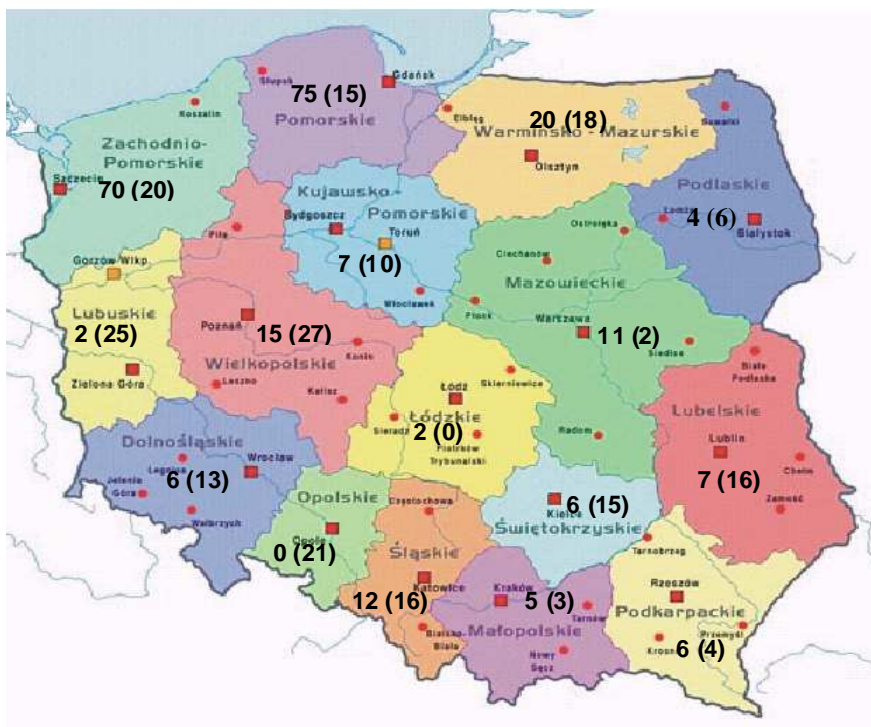 Gdańsk
Słupsk
75 (15)
Pomorskie
Koszalin
Elbląg
20 (18)
Warmińsko - Mazurskie
Olsztyn
Suwałki
Zachodnio-
Pomorskie
Szczecin
70 (20)
Kujawsko -
Pomorskie
Bydgoszcz
Toruń
7 (10)
Włocławek
Podlaskie
Łomża
4 (6)
Białystok
Piła
Ostrołęka
Ciechanów
Mazowieckie
Gorzów Wlkp.
Lubuskie
2 (25)
Zielona Góra
Poznań
15 (27)
Konin
Wielkopolskie
Leszno
Kalisz
Płock
Warszawa
11 (2)
Siedlce
Radom
Biała
Podlaska
Łódź
Skierniewice
Łódzkie
2 (0)
Sieradz
Piotrków
Trybunalski
Lubelskie
Lublin
7 (16)
Chełm
Zamość
Dolnośląskie
Legnica
Wrocław
6 (13)
Jelenia
Góra
Wałbrzych
Opolskie
Opole
0 (21)
Częstochowa
Śląskie
Katowice
12 (16)
Bielsko
Biała
6 (15)
Kielce
Świętokrzyskie
Tarnobrzeg
Kraków
5 (3)
Tarnów
Małopolskie
Nowy
Sącz
Rzeszów
Podkarpackie
Przemyśl
Krosno
6 (4)